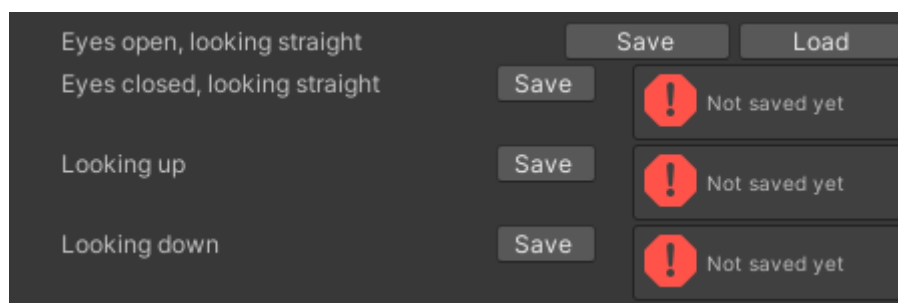 Eyes open, looking straight Save Load
Eyes closed, looking straight Save Not saved yet
Looking up Save Not saved yet
Looking down Save Not saved yet